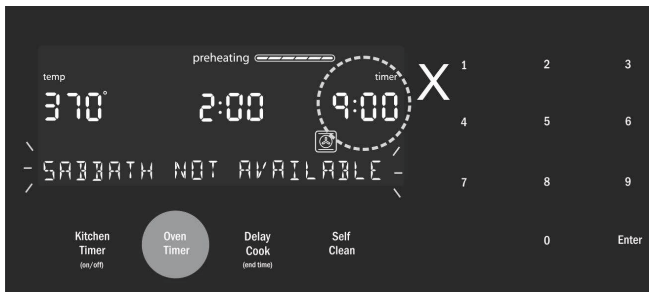 preheating
temp
timer
370°
2:00
9:00
X
SABBATH NOT AVAILABLE
Kitchen
Timer
(on/off)
Oven
Timer
Delay
Cook
(end time)
Self
Clean
1
2
3
4
5
6
7
8
9
0
Enter